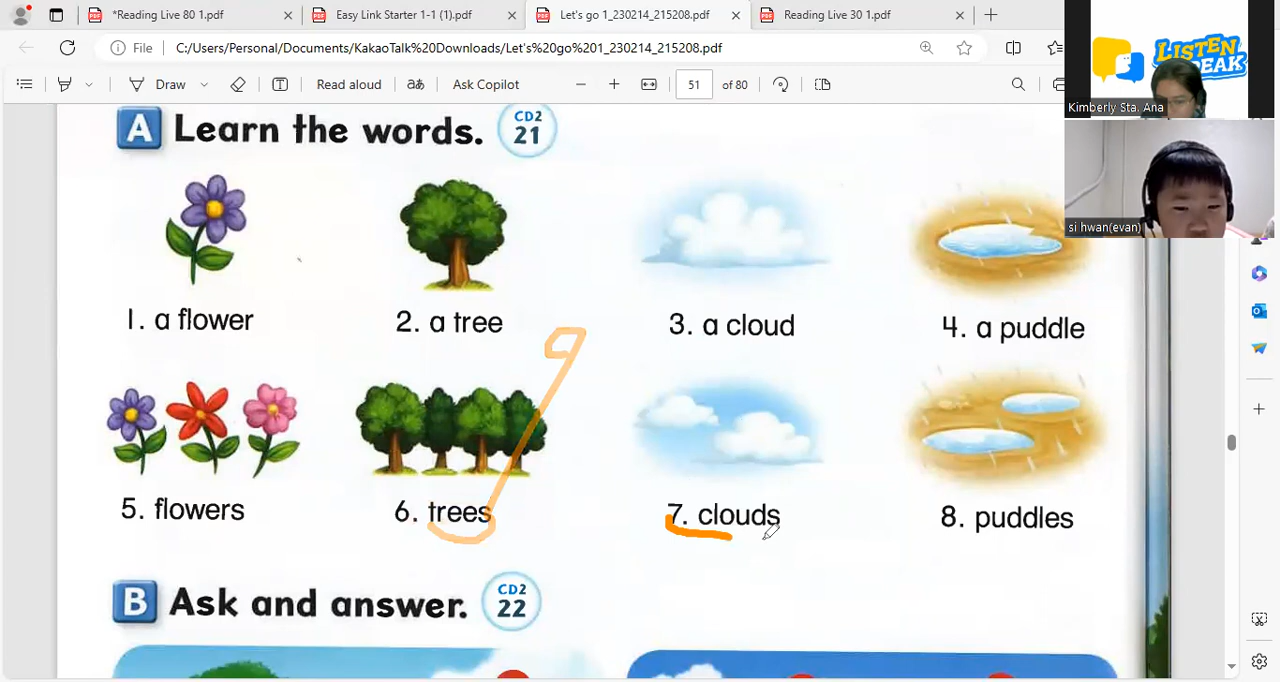 *Reading Live 80 1.pdf
Easy Link Starter 1-1 (1).pdf
Let's go 1_230214_215208.pdf
Reading Live 30 1.pdf
File
C:/Users/Personal/Documents/KakaoTalk%20Downloads/Let's%20go%201_230214_215208.pdf
Draw
Read aloud
aあ
Ask Copilot
51
of 80
LISTEN
Kimberly Sta. Ana
si hwan(evan)
A Learn the words. CD2 21
1. a flower
2. a tree
3. a cloud
4. a puddle
5. flowers
6. trees
7. clouds
8. puddles
B Ask and answer. CD2 22